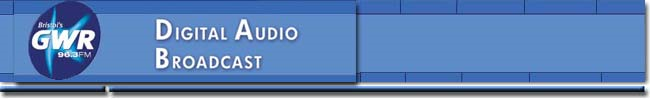 Bristol's
GWR
96.3FM
DIGITAL AUDIO
BROADCAST